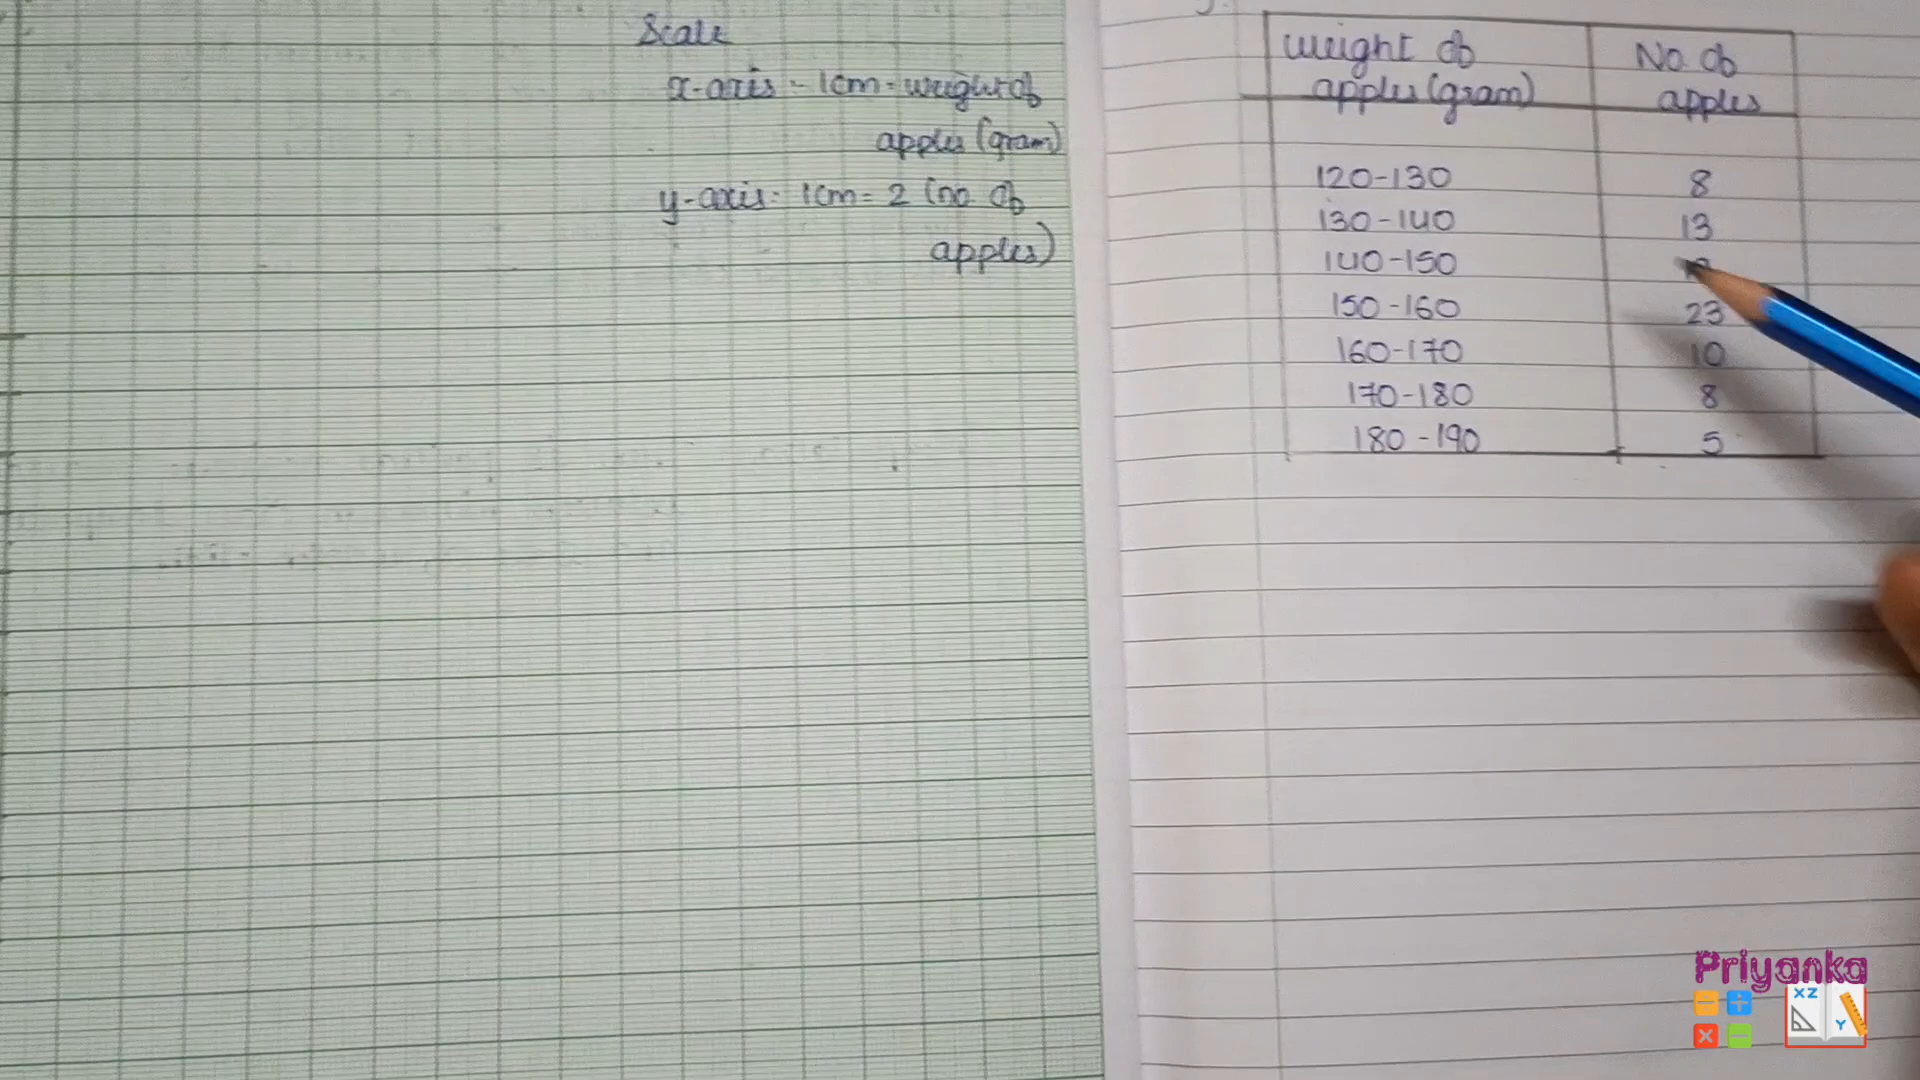 Scale
x-axis - 1cm = weight of
apples (gram)
y-axis = 1cm = 2 (no. of
apples)
weight of No. of
apples (gram) apples
120-130 8
130-140 13
140-150
150-160 23
160-170 10
170-180 8
180-190 5
Priyanka
XZ
Y